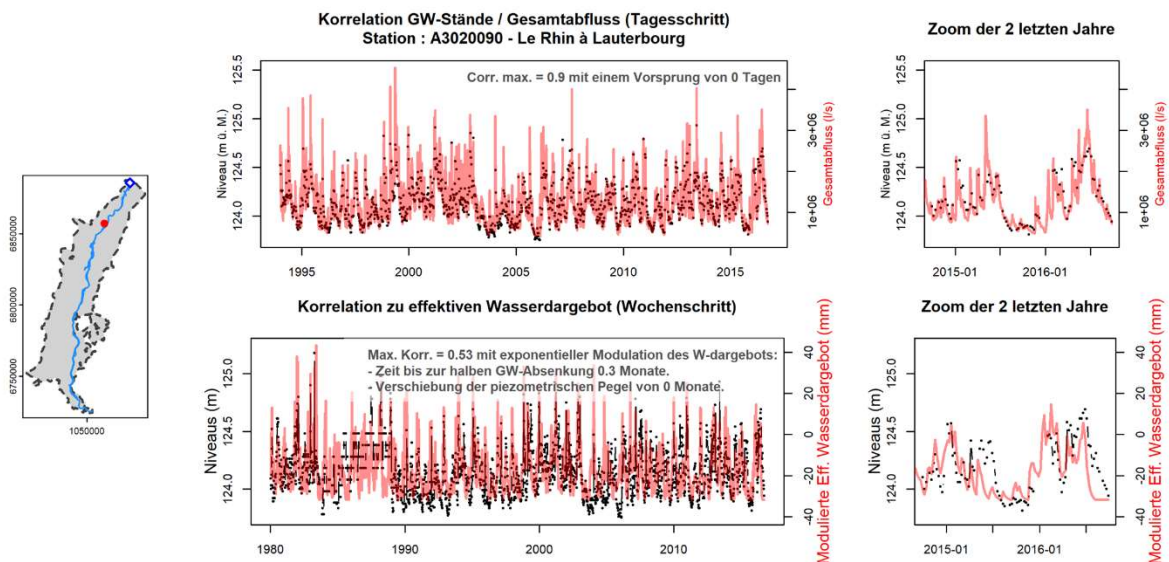 Korrelation GW-Stände / Gesamtabfluss (Tagesschritt)
Station : A3020090 - Le Rhin à Lauterbourg
Zoom der 2 letzten Jahre
Corr. max. = 0.9 mit einem Vorsprung von 0 Tagen
Niveau (m ü. M.)
125.5
125.0
124.5
124.0
3e+06
1e+06
Gesamtabfluss (l/s)
1995
2000
2005
2010
2015
Niveau (m ü. M.)
125.5
125.0
124.5
124.0
3e+06
1e+06
Gesamtabfluss (l/s)
2015-01
2016-01
6850000
6800000
6750000
1050000
Korrelation zu effektiven Wasserdargebot (Wochenschritt)
Zoom der 2 letzten Jahre
Max. Korr. = 0.53 mit exponentieller Modulation des W-dargebots:
- Zeit bis zur halben GW-Absenkung 0.3 Monate.
- Verschiebung der piezometrischen Pegel von 0 Monate.
Niveaus (m)
125.0
124.5
124.0
40
20
0
-20
-40
Modulierte Eff. Wasserdargebot (mm)
1980
1990
2000
2010
Niveaus (m)
125.0
124.5
124.0
40
20
0
-20
-40
Modulierte Eff. Wasserdargebot (mm)
2015-01
2016-01